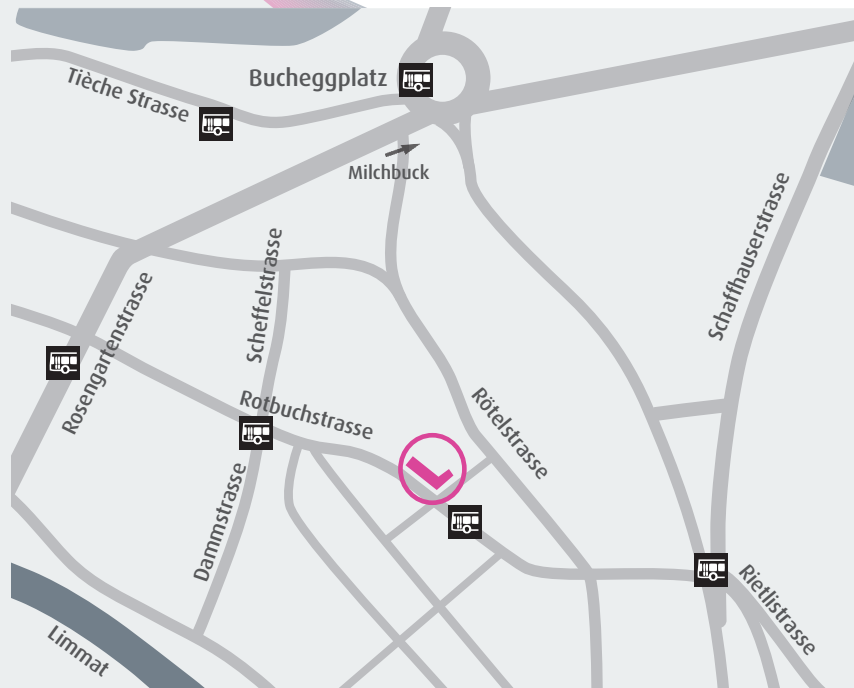 Bucheggplatz
Tièche Strasse
Milchbuck
Schaffhauserstrasse
Scheffelstrasse
Rosengartenstrasse
Rotbuchstrasse
Rötelstrasse
Dammstrasse
Rietlistrasse
Limmat